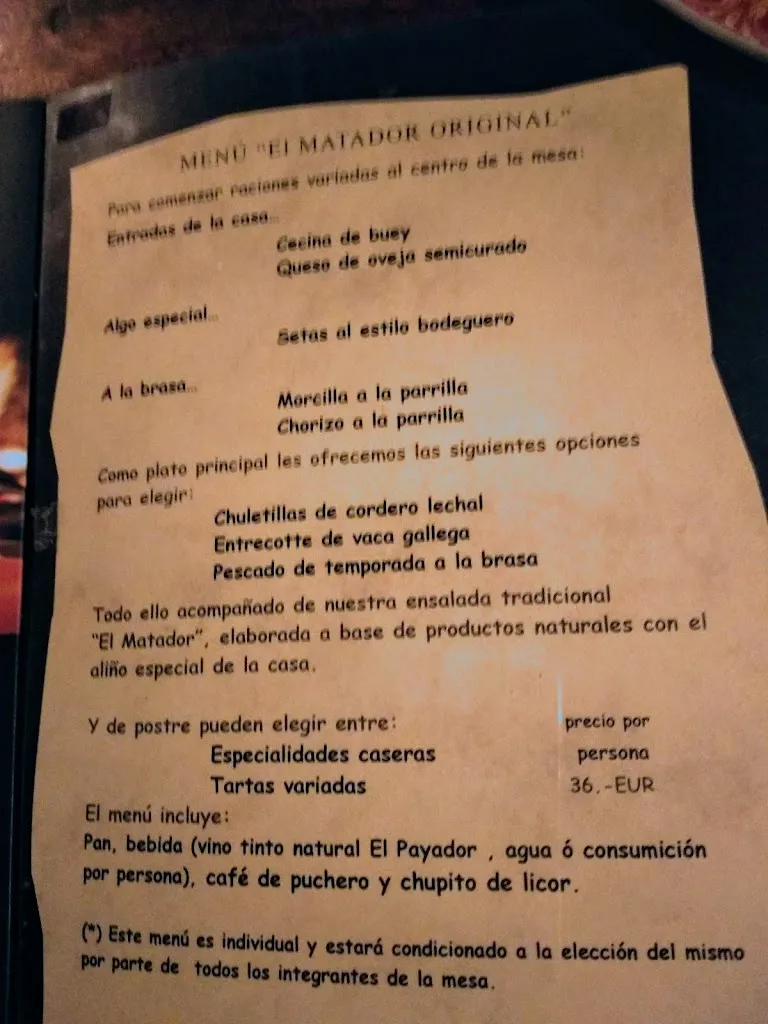 MENÚ "El MATADOR ORIGINAL"
Para comenzar raciones variadas al centro de la mesa:
Entradas de la casa...
Cecina de buey
Queso de oveja semicurado
Algo especial...
Setas al estilo bodeguero
A la brasa...
Morcilla a la parrilla
Chorizo a la parrilla
Como plato principal les ofrecemos las siguientes opciones
para elegir:
Chuletillas de cordero lechal
Entrecotte de vaca gallega
Pescado de temporada a la brasa
Todo ello acompañado de nuestra ensalada tradicional
"El Matador", elaborada a base de productos naturales con el
aliño especial de la casa.
Y de postre pueden elegir entre: precio por
Especialidades caseras persona
Tartas variadas 36.-EUR
El menú incluye:
Pan, bebida (vino tinto natural El Payador , agua ó consumición
por persona), café de puchero y chupito de licor.
(*) Este menú es individual y estará condicionado a la elección del mismo
por parte de todos los integrantes de la mesa.